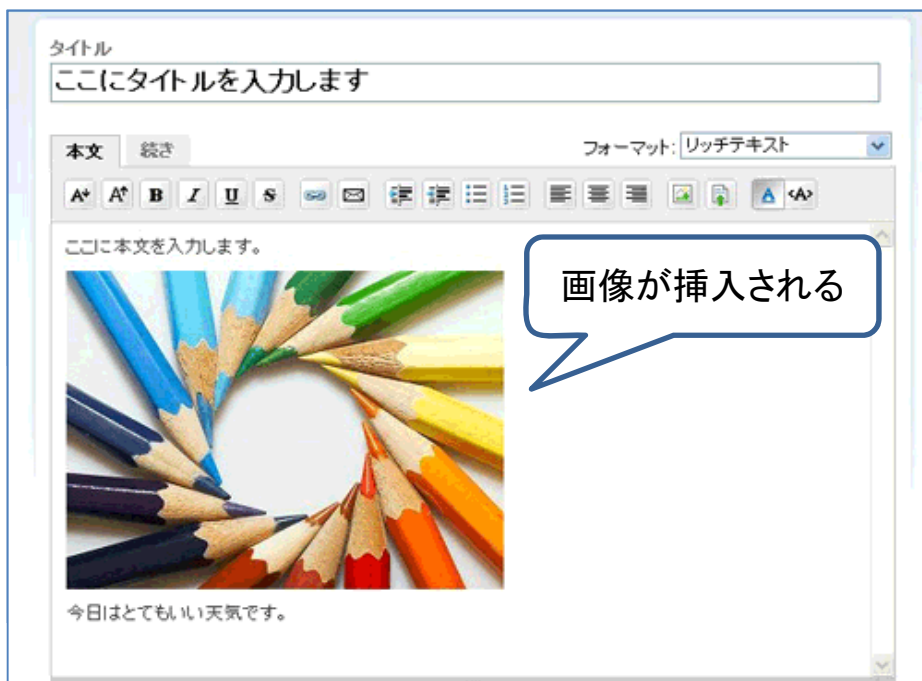 タイトル
ここにタイトルを入力します
本文 続き フォーマット: リッチテキスト
A A B I U S A <A>
ここに本文を入力します。
画像が挿入される
今日はとてもいい天気です。